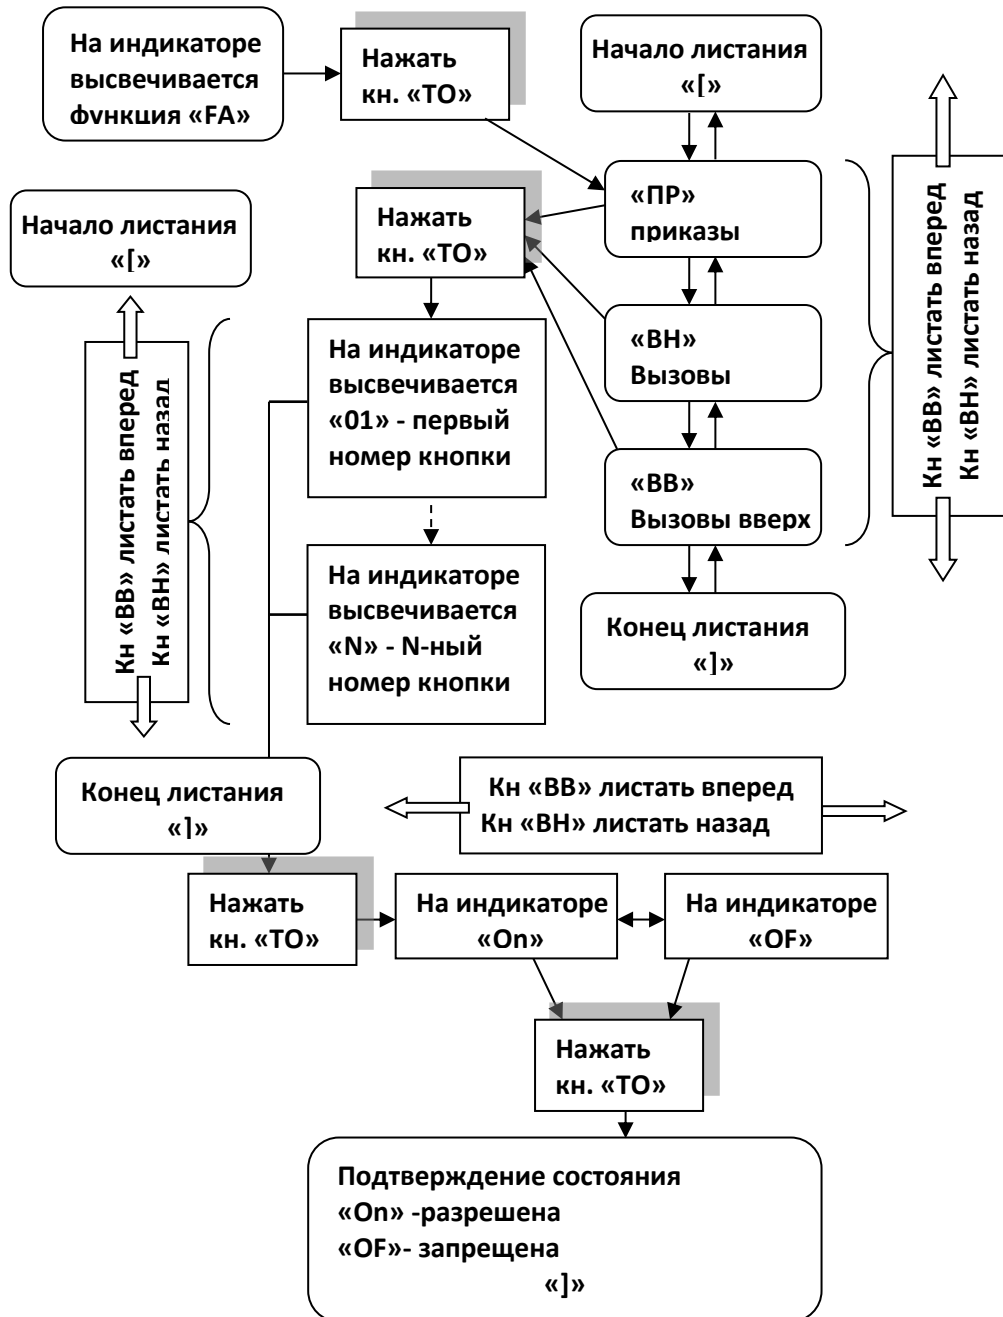 На индикаторе
высвечивается
функция «FA»
Нажать
кн. «ТО»
Начало листания
«[»
«ПР»
приказы
Нажать
кн. «ТО»
Начало листания
«[»
Кн «ВВ» листать вперед
Кн «ВН» листать назад
«ВН»
Вызовы
На индикаторе
высвечивается
«01» - первый
номер кнопки
Кн «ВВ» листать вперед
Кн «ВН» листать назад
«ВВ»
Вызовы вверх
На индикаторе
высвечивается
«N» - N-ный
номер кнопки
Конец листания
«]»
Конец листания
«]»
Кн «ВВ» листать вперед
Кн «ВН» листать назад
Нажать
кн. «ТО»
На индикаторе
«On»
На индикаторе
«OF»
Нажать
кн. «ТО»
Подтверждение состояния
«On» -разрешена
«OF»- запрещена
«]»